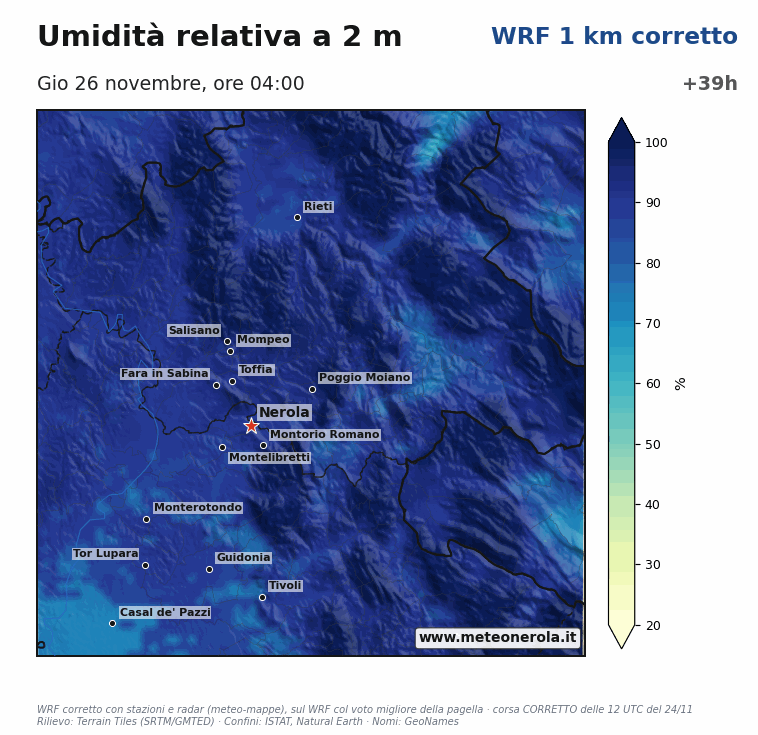 Umidità relativa a 2 m
WRF 1 km corretto
Gio 26 novembre, ore 04:00
+39h
Rieti
Salisano
Mompeo
Toffia
Fara in Sabina
Poggio Moiano
Nerola
Montorio Romano
Montelibretti
Monterotondo
Tor Lupara
Guidonia
Tivoli
Casal de' Pazzi
www.meteonerola.it
100
90
80
70
60
50
40
30
20
%
WRF corretto con stazioni e radar (meteo-mappe), sul WRF col voto migliore della pagella · corsa CORRETTO delle 12 UTC del 24/11
Rilievo: Terrain Tiles (SRTM/GMTED) · Confini: ISTAT, Natural Earth · Nomi: GeoNames